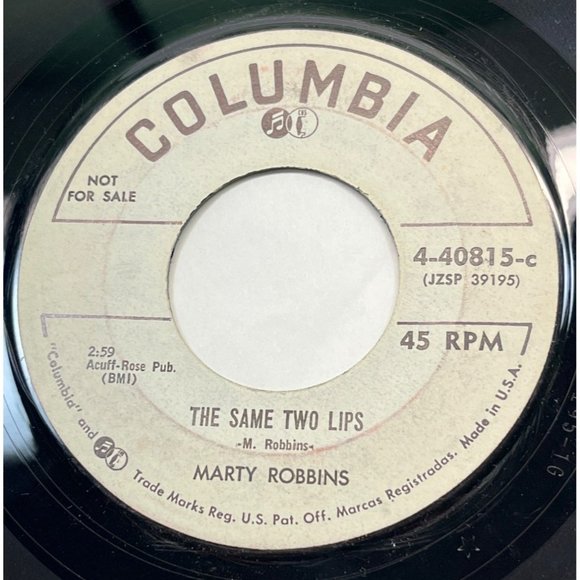 COLUMBIA
CBS
NOT
FOR SALE
4-40815-c
(JZSP 39195)
2:59
Acuff-Rose Pub.
(BMI)
45 RPM
THE SAME TWO LIPS
-M. Robbins-
MARTY ROBBINS
"Columbia" and Trade Marks Reg. U.S. Pat. Off. Marcas Registradas. Made in U.S.A.